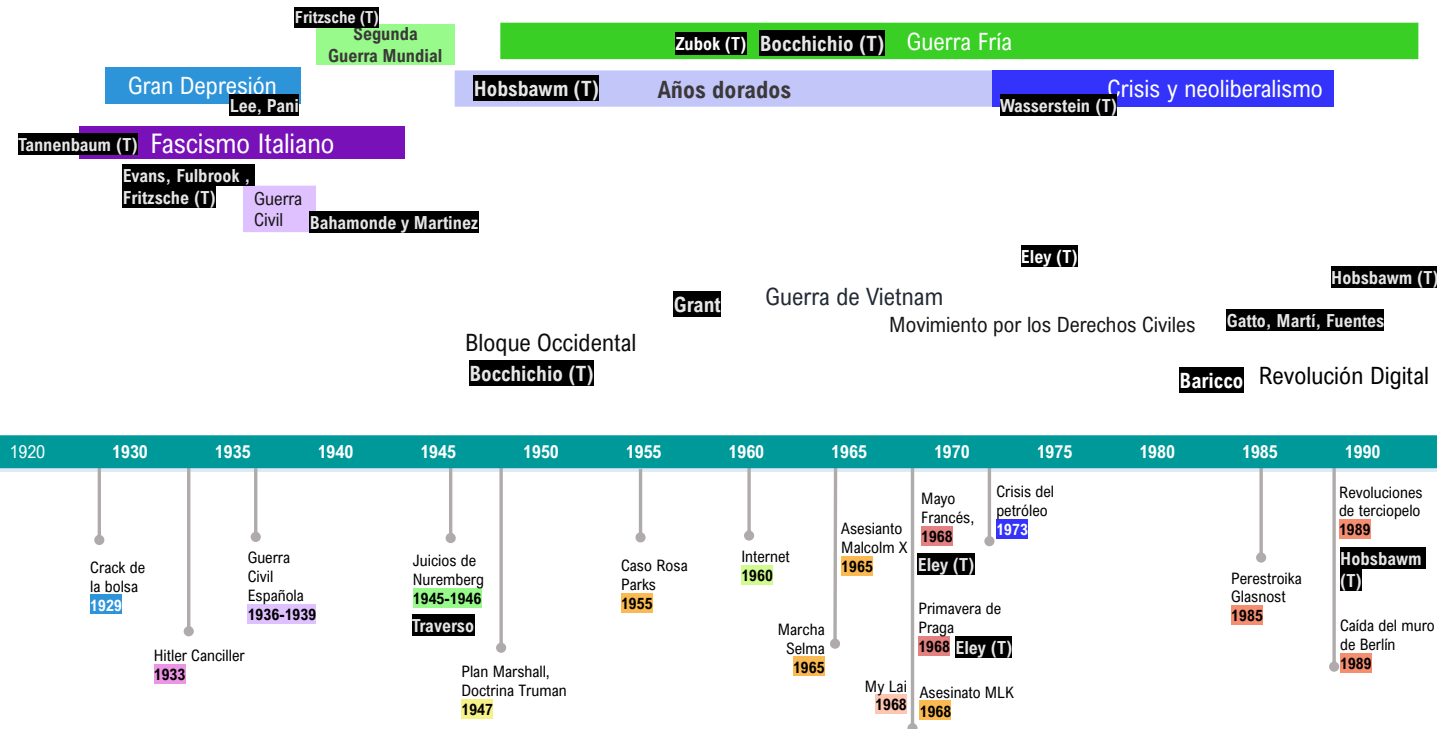 Fritzsche (T)
Segunda
Guerra Mundial
Zubok (T)
Bocchichio (T)
Guerra Fría
Gran Depresión
Lee, Pani
Hobsbawm (T)
Años dorados
Crisis y neoliberalismo
Wasserstein (T)
Tannenbaum (T)
Fascismo Italiano
Evans, Fulbrook ,
Fritzsche (T)
Guerra
Civil
Bahamonde y Martinez
Eley (T)
Hobsbawm (T)
Grant
Guerra de Vietnam
Movimiento por los Derechos Civiles
Gatto, Martí, Fuentes
Bloque Occidental
Bocchichio (T)
Baricco
Revolución Digital
1920 1930 1935 1940 1945 1950 1955 1960 1965 1970 1975 1980 1985 1990
Crack de
la bolsa
1929
Hitler Canciller
1933
Guerra
Civil
Española
1936-1939
Juicios de
Nuremberg
1945-1946
Traverso
Plan Marshall,
Doctrina Truman
1947
Caso Rosa
Parks
1955
Internet
1960
Asesianto
Malcolm X
1965
Marcha
Selma
1965
My Lai
1968
Mayo
Francés,
1968
Eley (T)
Primavera de
Praga
1968
Eley (T)
Asesinato MLK
1968
Crisis del
petróleo
1973
Perestroika
Glasnost
1985
Revoluciones
de terciopelo
1989
Hobsbawm
(T)
Caída del muro
de Berlín
1989